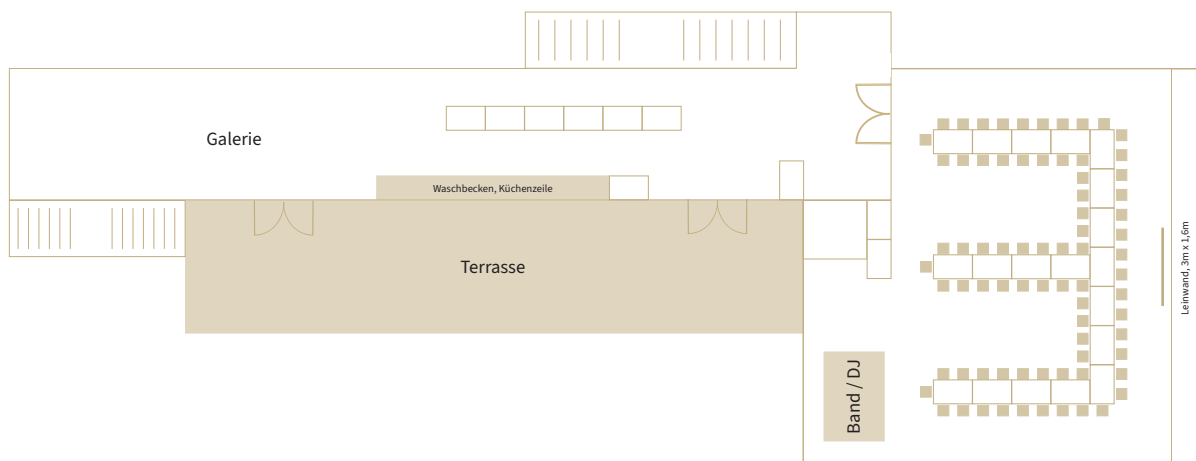 Galerie
Waschbecken, Küchenzeile
Terrasse
Band / DJ
Leinwand, 3m x 1,6m